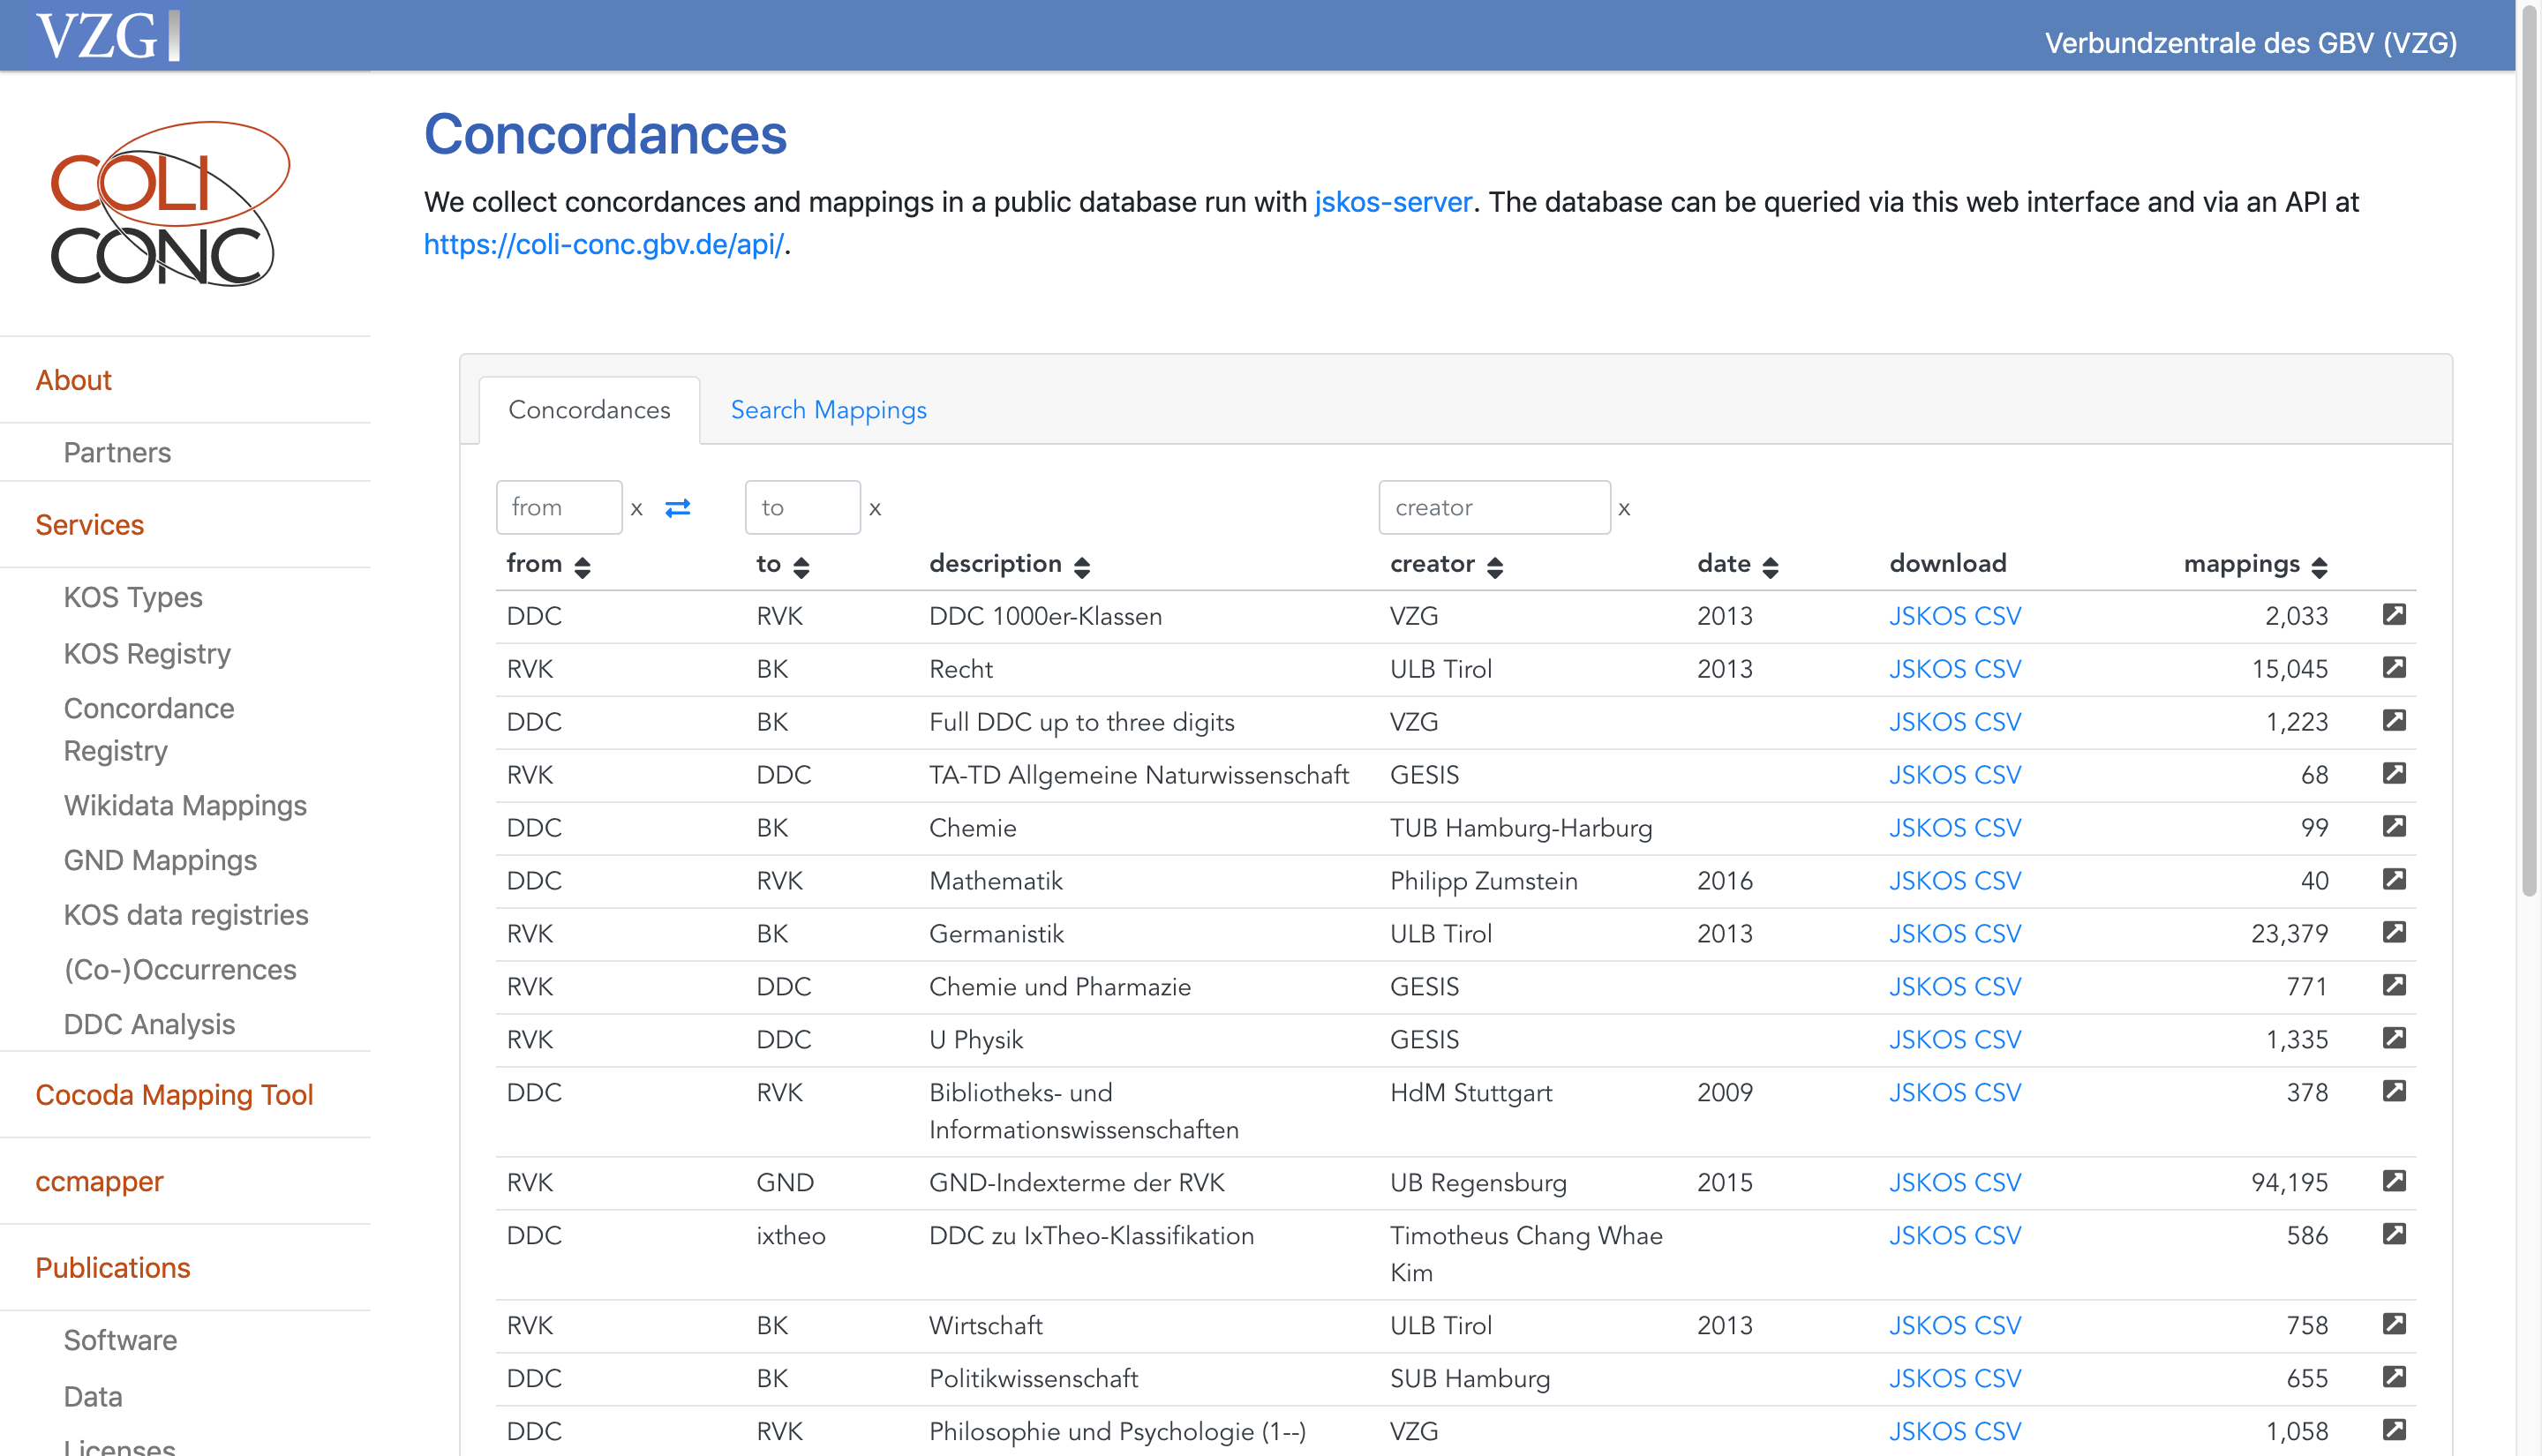 VZG
Verbundzentrale des GBV (VZG)
COLI
CONC
About
Partners
Services
KOS Types
KOS Registry
Concordance
Registry
Wikidata Mappings
GND Mappings
KOS data registries
(Co-)Occurrences
DDC Analysis
Cocoda Mapping Tool
ccmapper
Publications
Software
Data
Licenses
Concordances
We collect concordances and mappings in a public database run with jskos-server. The database can be queried via this web interface and via an API at
https://coli-conc.gbv.de/api/.
Concordances Search Mappings
from x to x creator x
from to description creator date download mappings
DDC RVK DDC 1000er-Klassen VZG 2013 JSKOS CSV 2,033
RVK BK Recht ULB Tirol 2013 JSKOS CSV 15,045
DDC BK Full DDC up to three digits VZG JSKOS CSV 1,223
RVK DDC TA-TD Allgemeine Naturwissenschaft GESIS JSKOS CSV 68
DDC BK Chemie TUB Hamburg-Harburg JSKOS CSV 99
DDC RVK Mathematik Philipp Zumstein 2016 JSKOS CSV 40
RVK BK Germanistik ULB Tirol 2013 JSKOS CSV 23,379
RVK DDC Chemie und Pharmazie GESIS JSKOS CSV 771
RVK DDC U Physik GESIS JSKOS CSV 1,335
DDC RVK Bibliotheks- und HdM Stuttgart 2009 JSKOS CSV 378
Informationswissenschaften
RVK GND GND-Indexterme der RVK UB Regensburg 2015 JSKOS CSV 94,195
DDC ixtheo DDC zu IxTheo-Klassifikation Timotheus Chang Whae JSKOS CSV 586
Kim
RVK BK Wirtschaft ULB Tirol 2013 JSKOS CSV 758
DDC BK Politikwissenschaft SUB Hamburg JSKOS CSV 655
DDC RVK Philosophie und Psychologie (1--) VZG JSKOS CSV 1,058